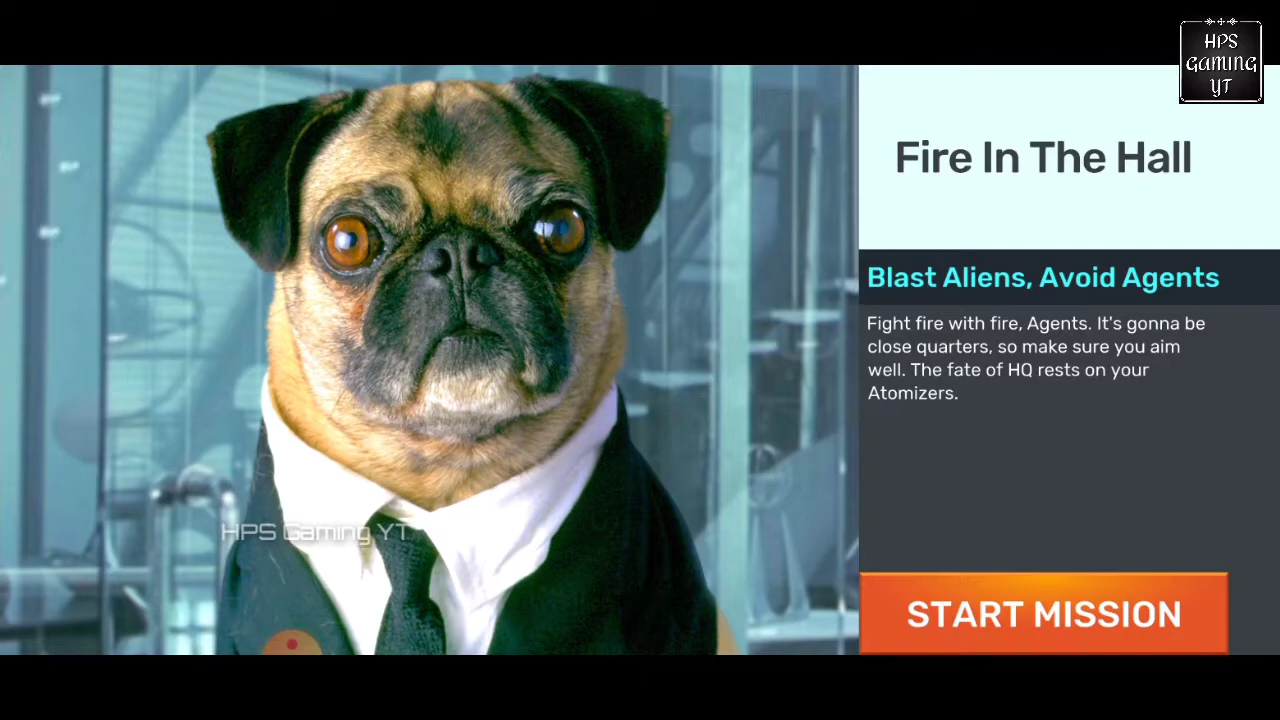 HPS
GAMING
YT
Fire In The Hall
Blast Aliens, Avoid Agents
Fight fire with fire, Agents. It's gonna be
close quarters, so make sure you aim
well. The fate of HQ rests on your
Atomizers.
HPS Gaming YT
START MISSION